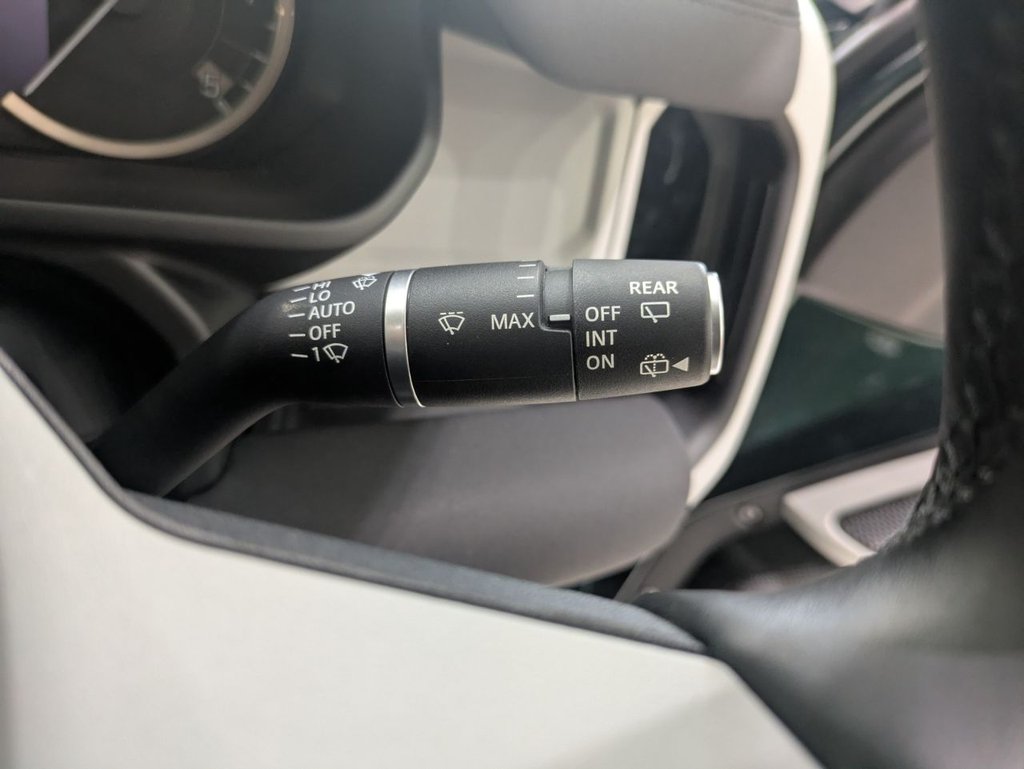 HI
LO
AUTO
OFF
1
MAX
REAR
OFF
INT
ON